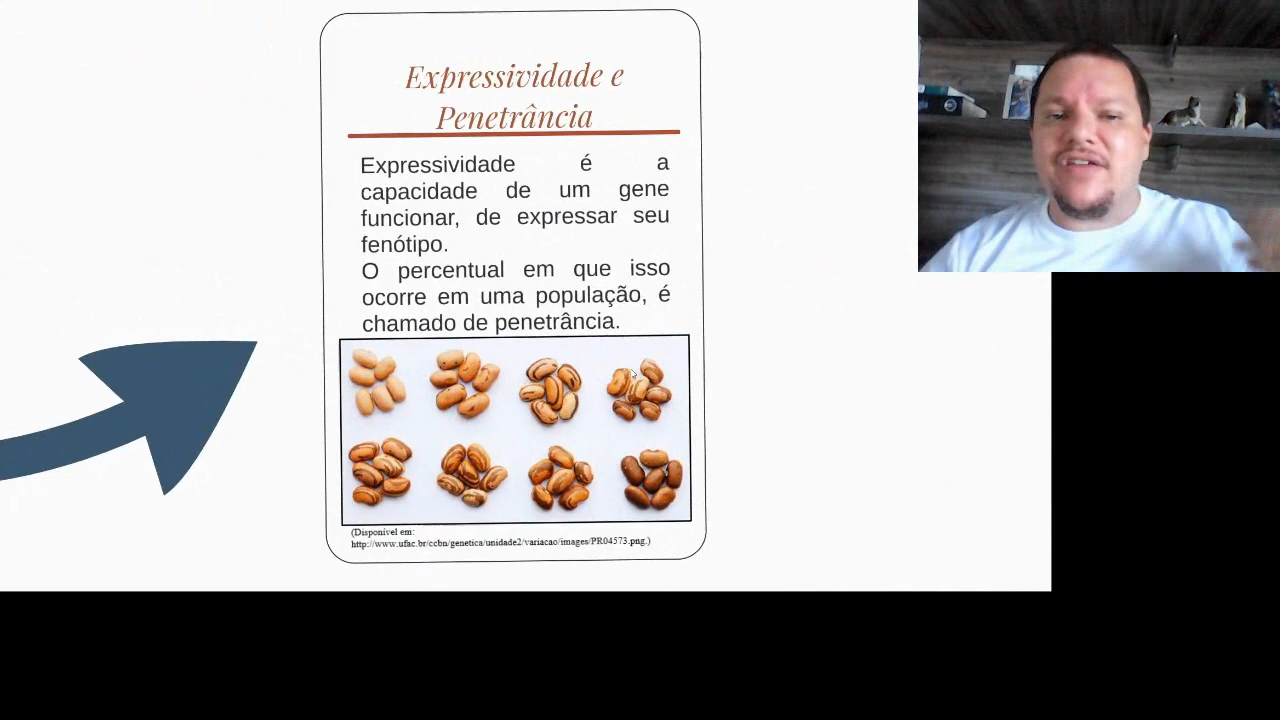 Expressividade e
Penetrância
Expressividade é a
capacidade de um gene
funcionar, de expressar seu
fenótipo.
O percentual em que isso
ocorre em uma população, é
chamado de penetrância.
(Disponível em:
http://www.ufac.br/ccbn/genetica/unidade2/variacao/images/PR04573.png.)